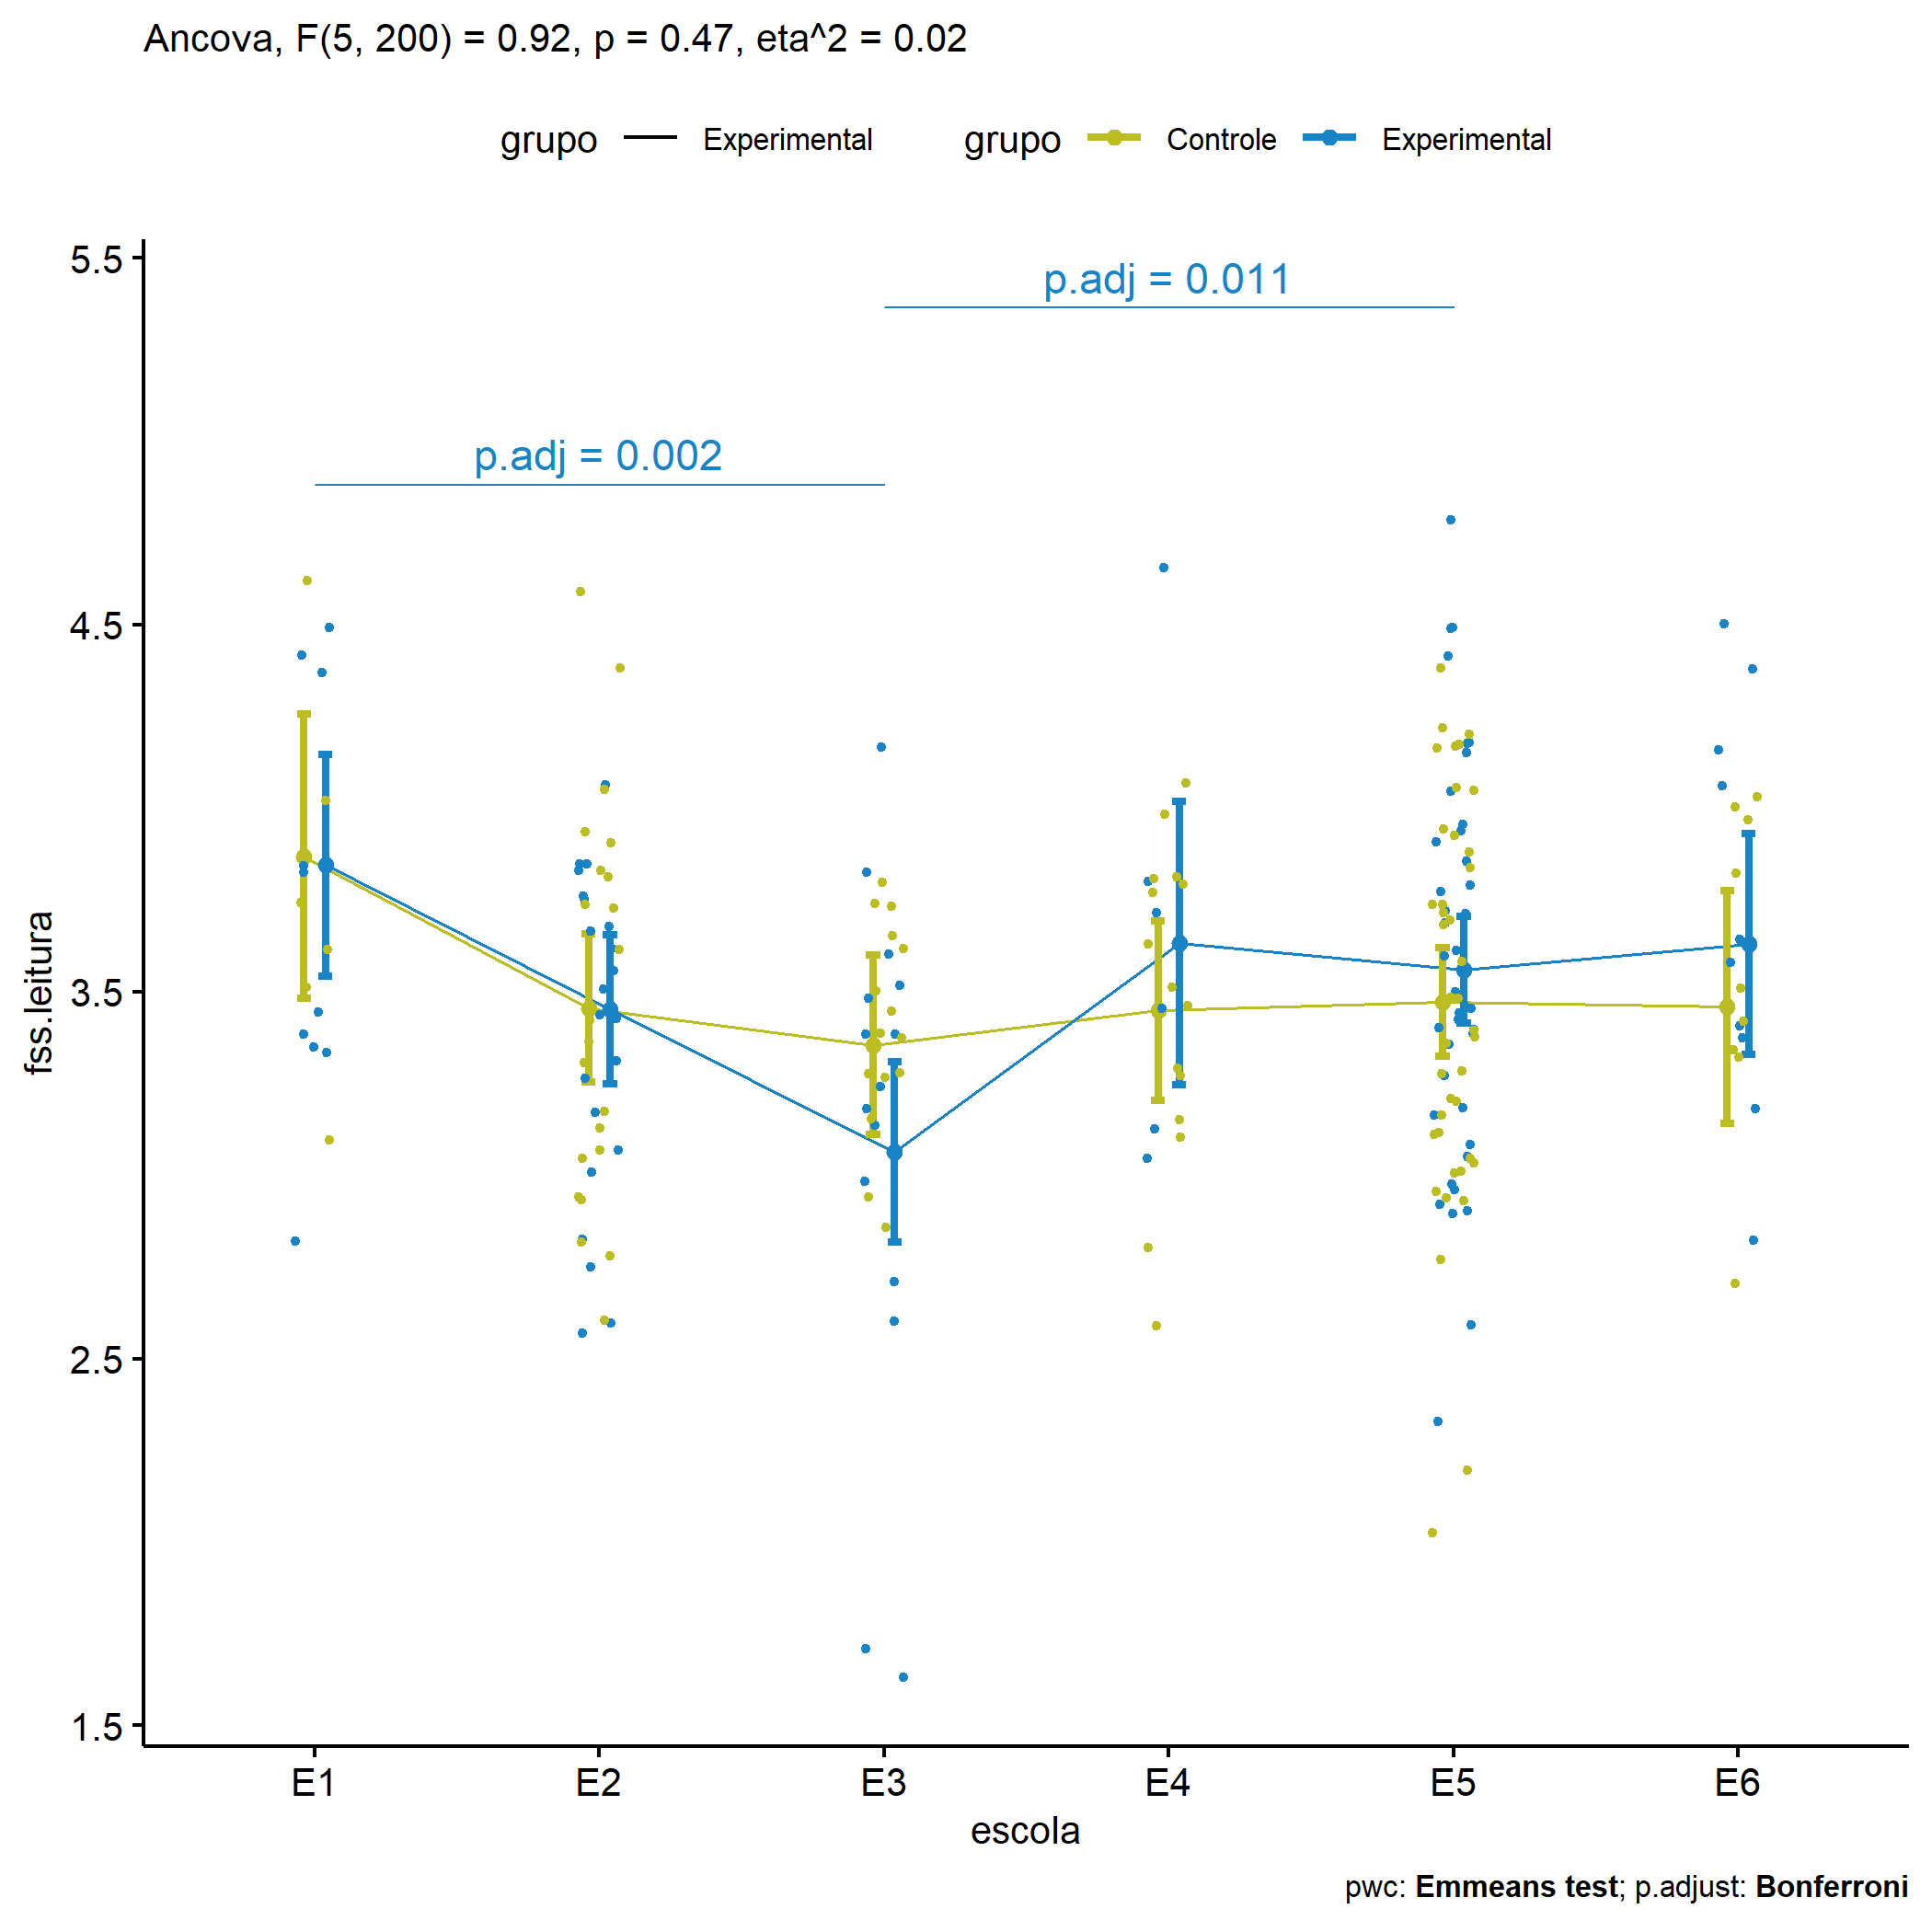 Ancova, F(5, 200) = 0.92, p = 0.47, eta^2 = 0.02
grupo Experimental grupo Controle Experimental
5.5
p.adj = 0.011
p.adj = 0.002
4.5
3.5
2.5
1.5
fss.leitura
E1 E2 E3 E4 E5 E6
escola
pwc: Emmeans test; p.adjust: Bonferroni